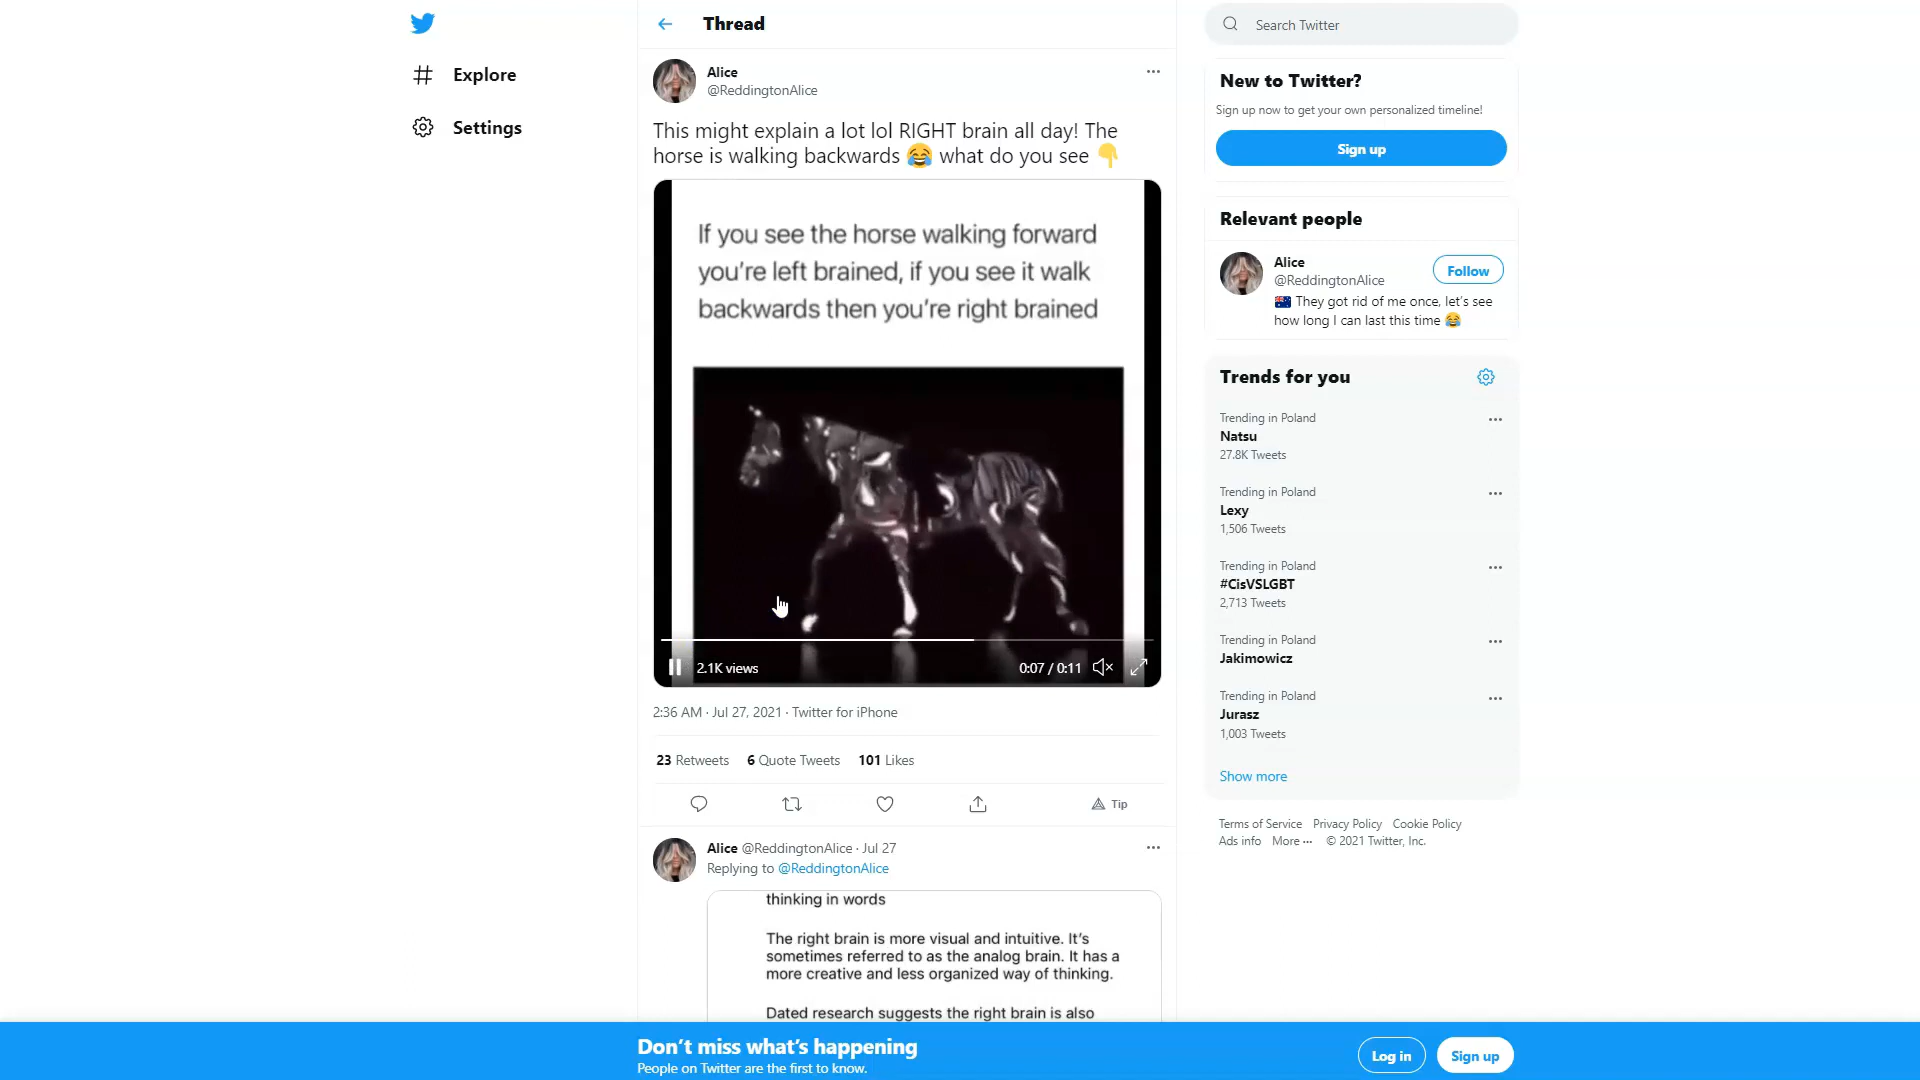 Explore
Settings
Thread
Alice
@ReddingtonAlice
This might explain a lot lol RIGHT brain all day! The
horse is walking backwards 😂 what do you see 👇
If you see the horse walking forward
you're left brained, if you see it walk
backwards then you're right brained
2.1K views
0:07 / 0:11
2:36 AM · Jul 27, 2021 · Twitter for iPhone
23 Retweets 6 Quote Tweets 101 Likes
Tip
Alice @ReddingtonAlice · Jul 27
Replying to @ReddingtonAlice
thinking in words
The right brain is more visual and intuitive. It's
sometimes referred to as the analog brain. It has a
more creative and less organized way of thinking.
Dated research suggests the right brain is also
Search Twitter
New to Twitter?
Sign up now to get your own personalized timeline!
Sign up
Relevant people
Alice
@ReddingtonAlice
Follow
🇦🇺 They got rid of me once, let's see
how long I can last this time 😂
Trends for you
Trending in Poland
Natsu
27.8K Tweets
Trending in Poland
Lexy
1,506 Tweets
Trending in Poland
#CisVSLGBT
2,713 Tweets
Trending in Poland
Jakimowicz
Trending in Poland
Jurasz
1,003 Tweets
Show more
Terms of Service Privacy Policy Cookie Policy
Ads info More ··· © 2021 Twitter, Inc.
Don't miss what's happening
People on Twitter are the first to know.
Log in
Sign up